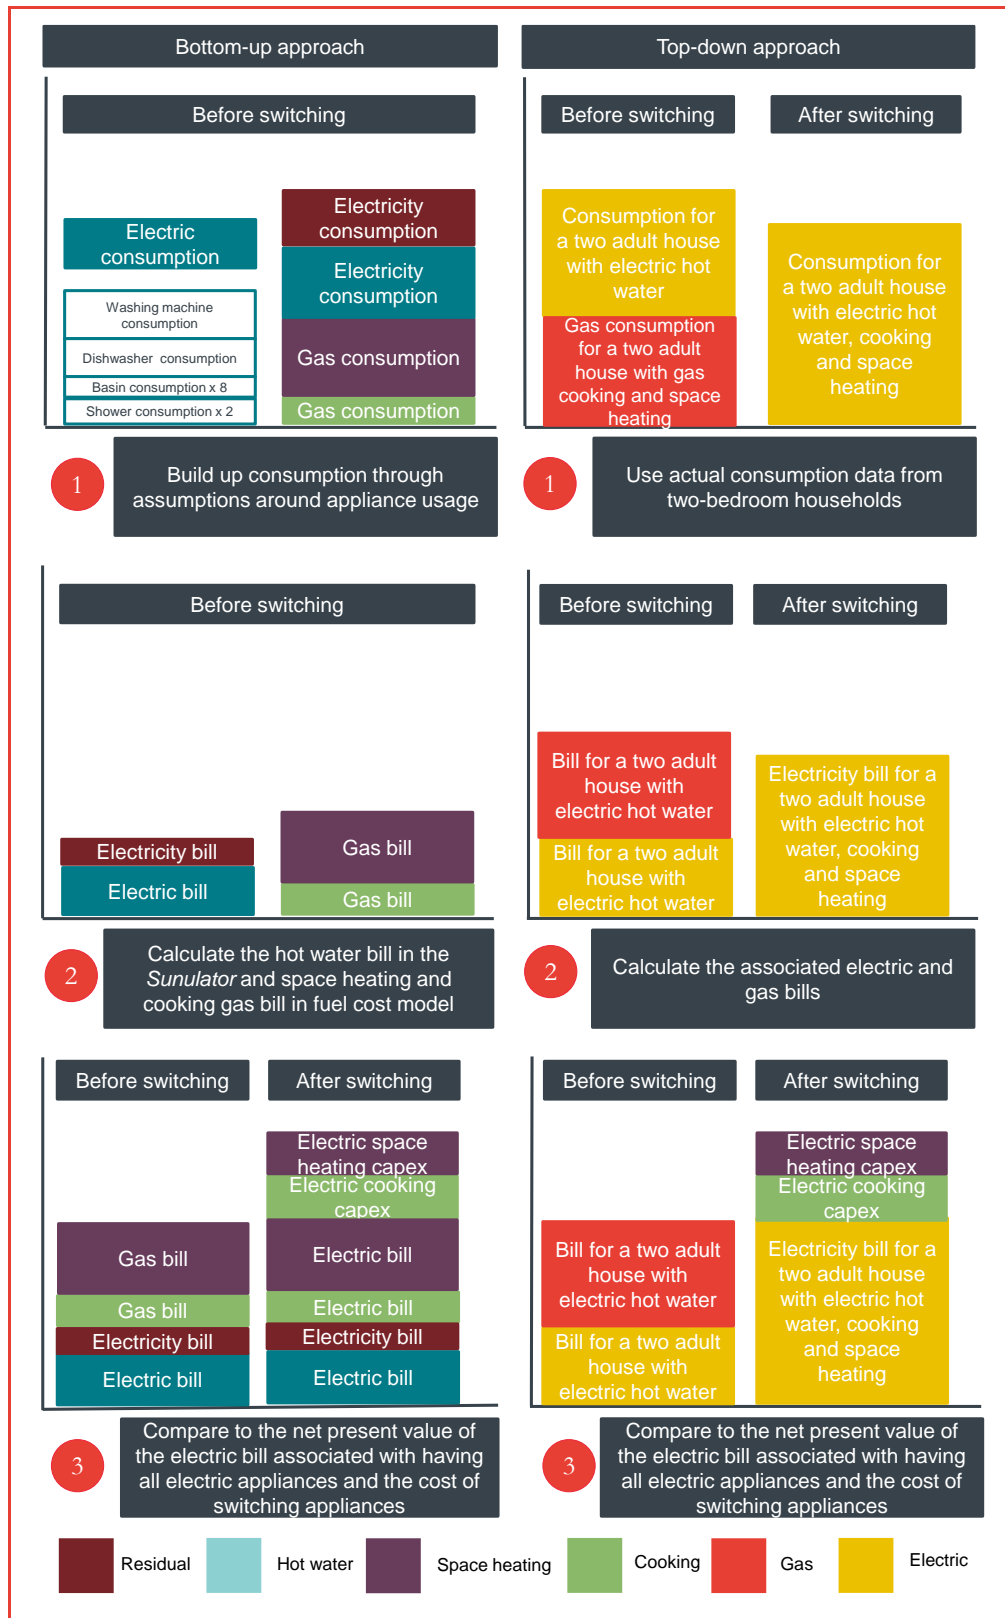 Bottom-up approach
Top-down approach
Before switching
Before switching
After switching
Electric
consumption
Washing machine
consumption
Dishwasher consumption
Basin consumption x 8
Shower consumption x 2
Electricity
consumption
Electricity
consumption
Gas consumption
Gas consumption
Consumption for
a two adult house
with electric hot
water
Gas consumption
for a two adult
house with gas
cooking and space
heating
Consumption for
a two adult house
with electric hot
water, cooking
and space
heating
1
Build up consumption through
assumptions around appliance usage
1
Use actual consumption data from
two-bedroom households
Before switching
Before switching
After switching
Electricity bill
Electric bill
Gas bill
Gas bill
Bill for a two adult
house with
electric hot water
Bill for a two adult
house with
electric hot water
Electricity bill for a
two adult house
with electric hot
water, cooking
and space
heating
2
Calculate the hot water bill in the
Sunulator and space heating and
cooking gas bill in fuel cost model
2
Calculate the associated electric and
gas bills
Before switching
After switching
Before switching
After switching
Gas bill
Gas bill
Electricity bill
Electric bill
Electric space
heating capex
Electric cooking
capex
Electric bill
Electric bill
Electricity bill
Electric bill
Bill for a two adult
house with
electric hot water
Bill for a two adult
house with
electric hot water
Electric space
heating capex
Electric cooking
capex
Electricity bill for a
two adult house
with electric hot
water, cooking
and space
heating
3
Compare to the net present value of
the electric bill associated with having
all electric appliances and the cost of
switching appliances
3
Compare to the net present value of
the electric bill associated with having
all electric appliances and the cost of
switching appliances
Residual
Hot water
Space heating
Cooking
Gas
Electric